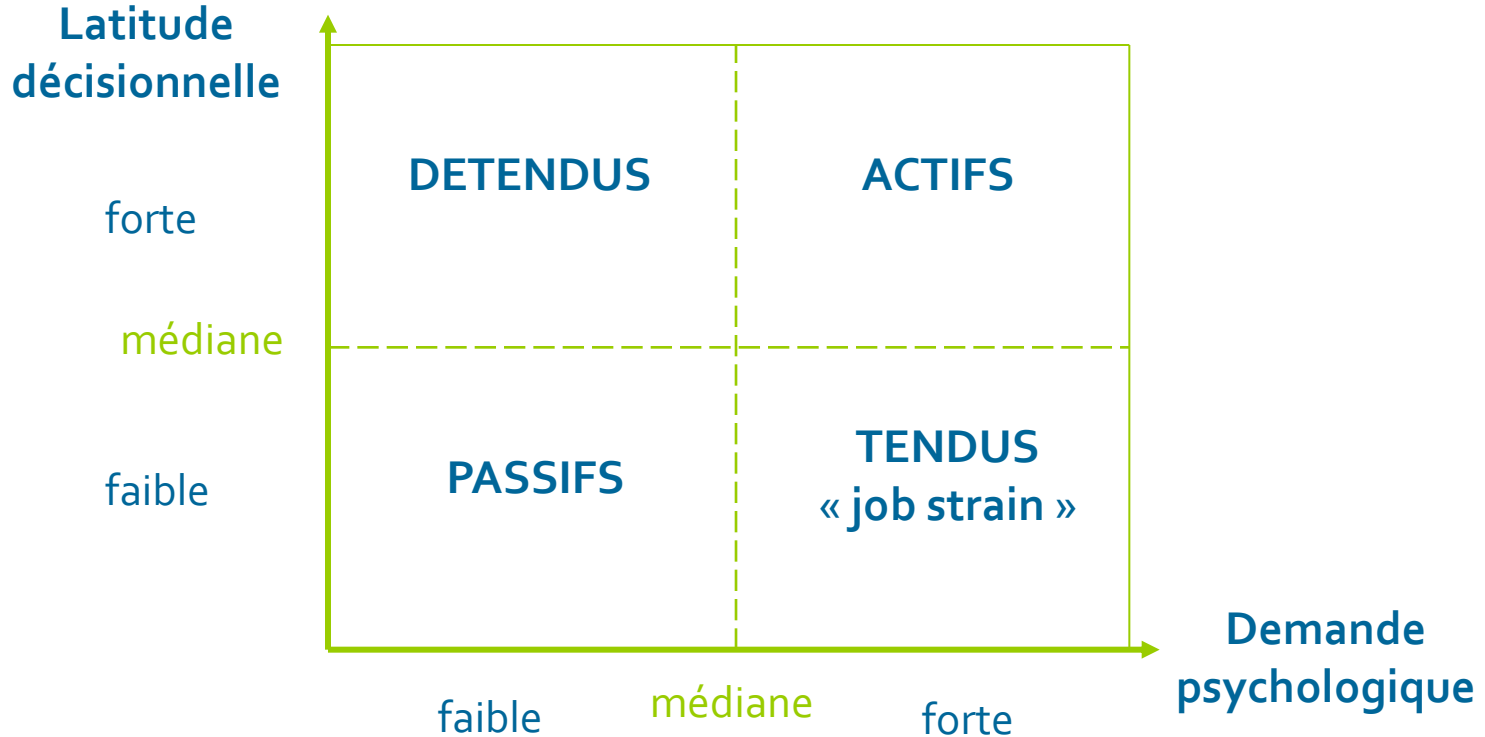 Latitude
décisionnelle
DETENDUS
ACTIFS
forte
médiane
TENDUS
« job strain »
PASSIFS
faible
Demande
psychologique
faible
médiane
forte